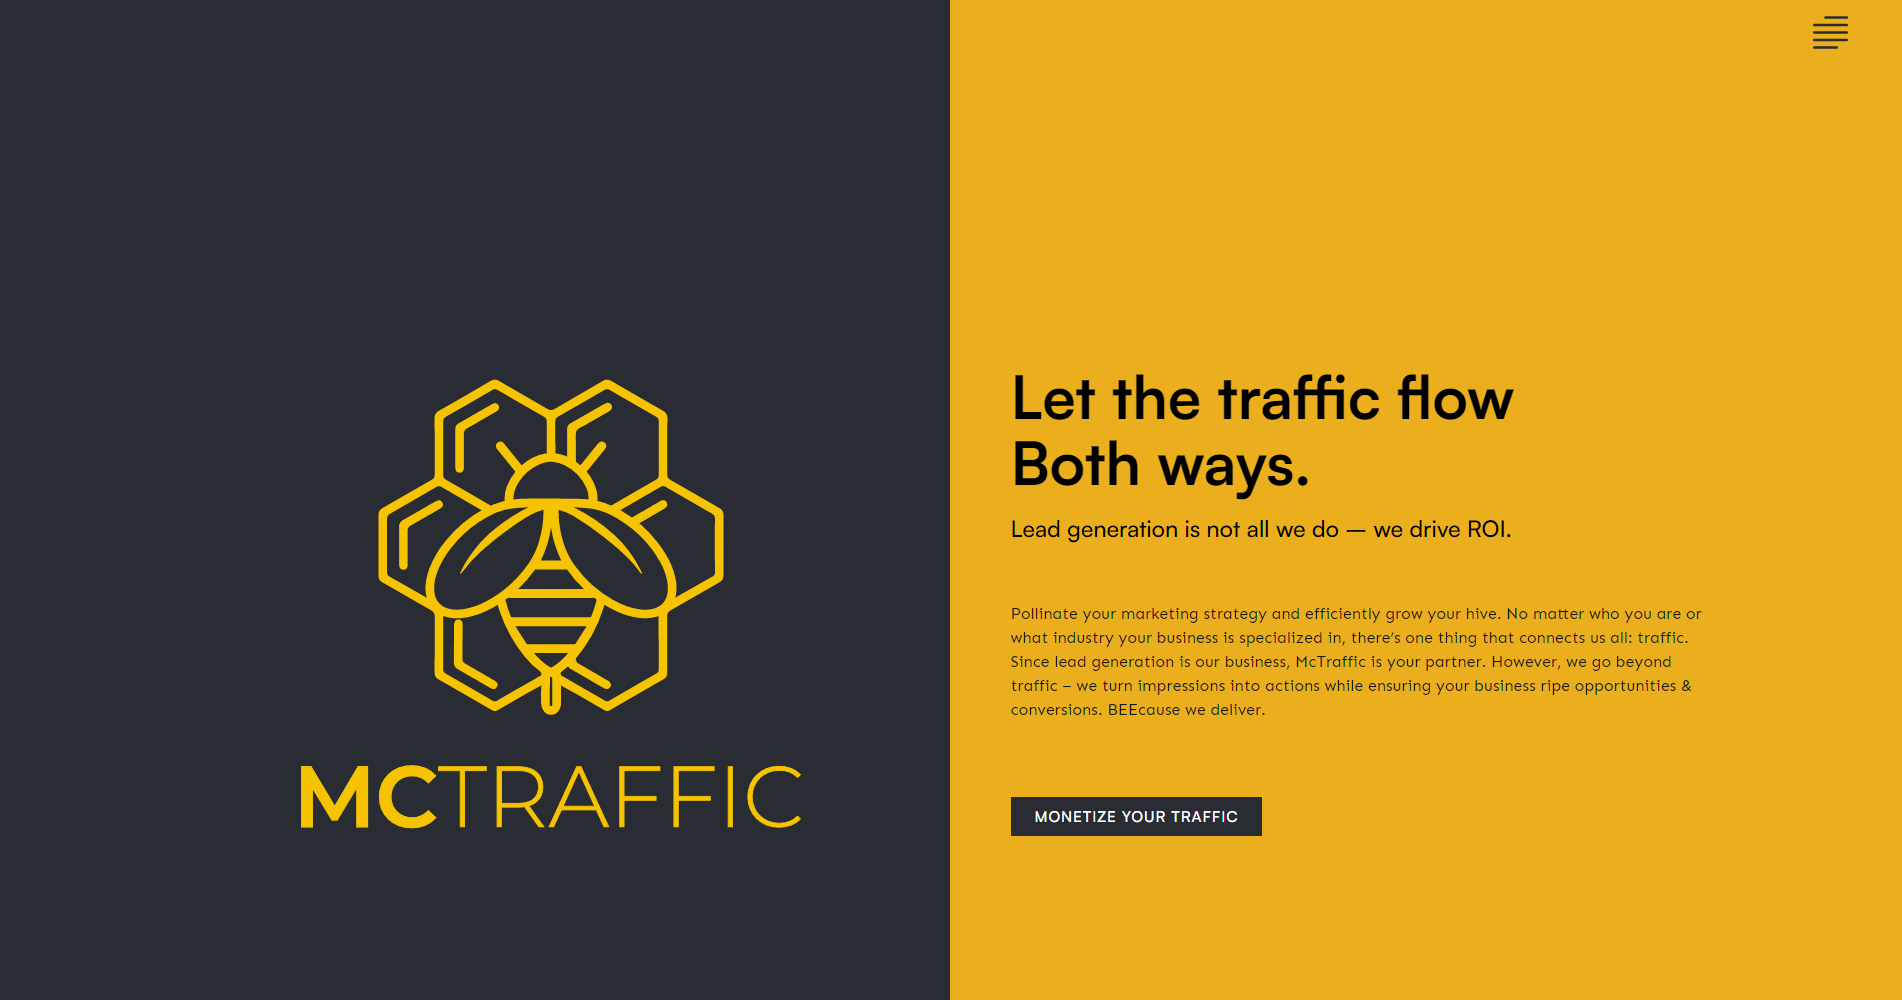 MCTRAFFIC
Let the traffic flow
Both ways.
Lead generation is not all we do — we drive ROI.
Pollinate your marketing strategy and efficiently grow your hive. No matter who you are or
what industry your business is specialized in, there’s one thing that connects us all: traffic.
Since lead generation is our business, McTraffic is your partner. However, we go beyond
traffic – we turn impressions into actions while ensuring your business ripe opportunities &
conversions. BEEcause we deliver.
MONETIZE YOUR TRAFFIC